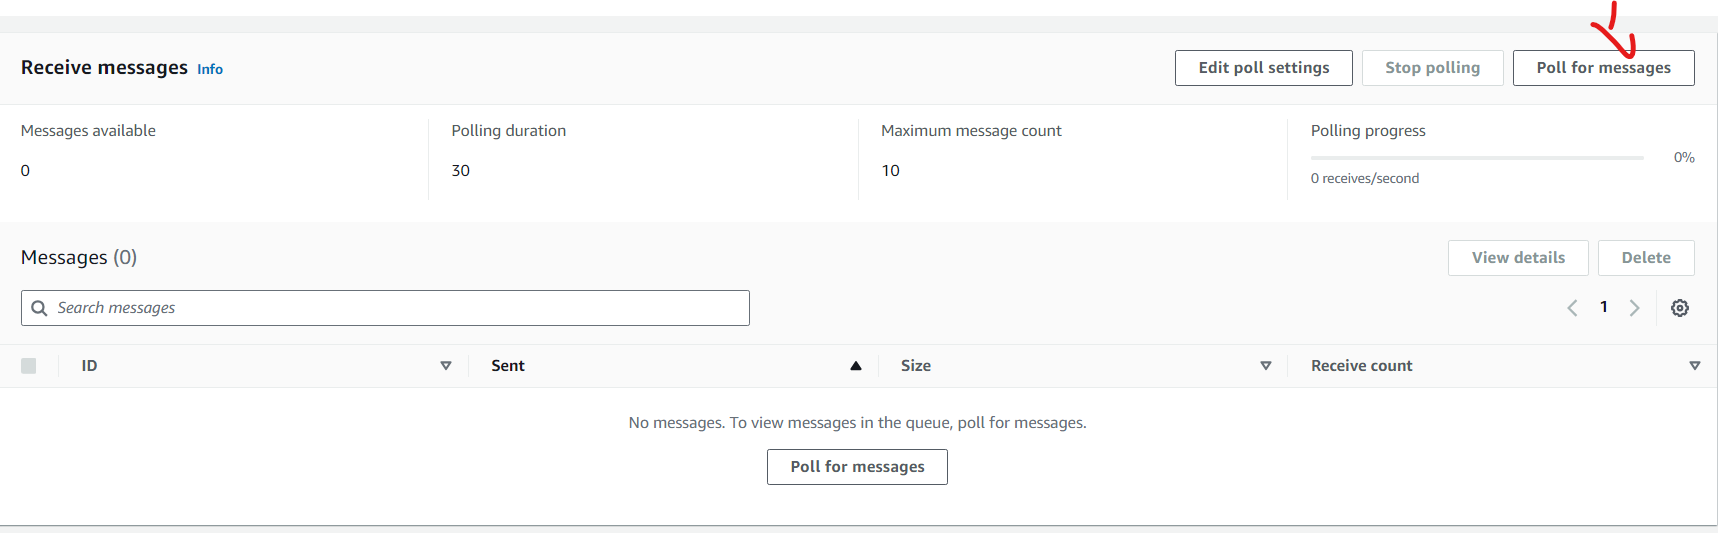 Receive messages Info Edit poll settings Stop polling Poll for messages
Messages available Polling duration Maximum message count Polling progress
0 30 10 0%
0 receives/second
Messages (0) View details Delete
Search messages 1
ID Sent Size Receive count
No messages. To view messages in the queue, poll for messages.
Poll for messages